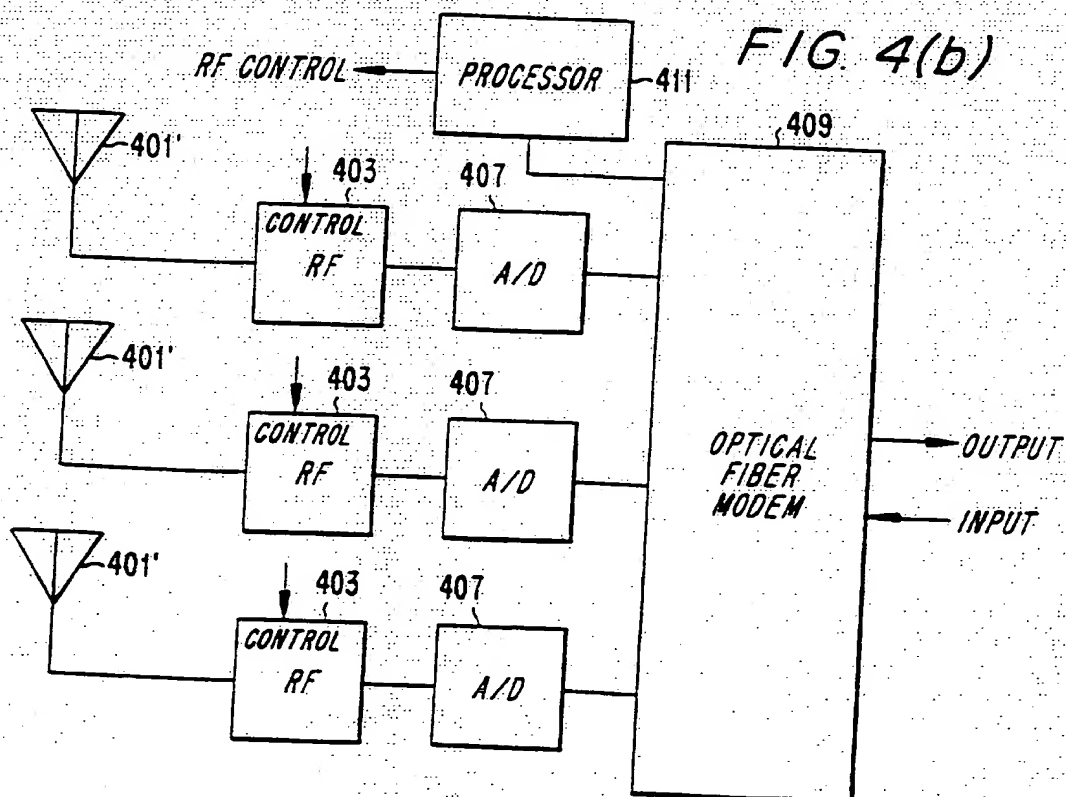 FIG. 4(b)
RF CONTROL
PROCESSOR
411
409
401'
403
CONTROL
RF
407
A/D
401'
403
CONTROL
RF
407
A/D
OPTICAL
FIBER
MODEM
OUTPUT
INPUT
401'
403
CONTROL
RF
407
A/D